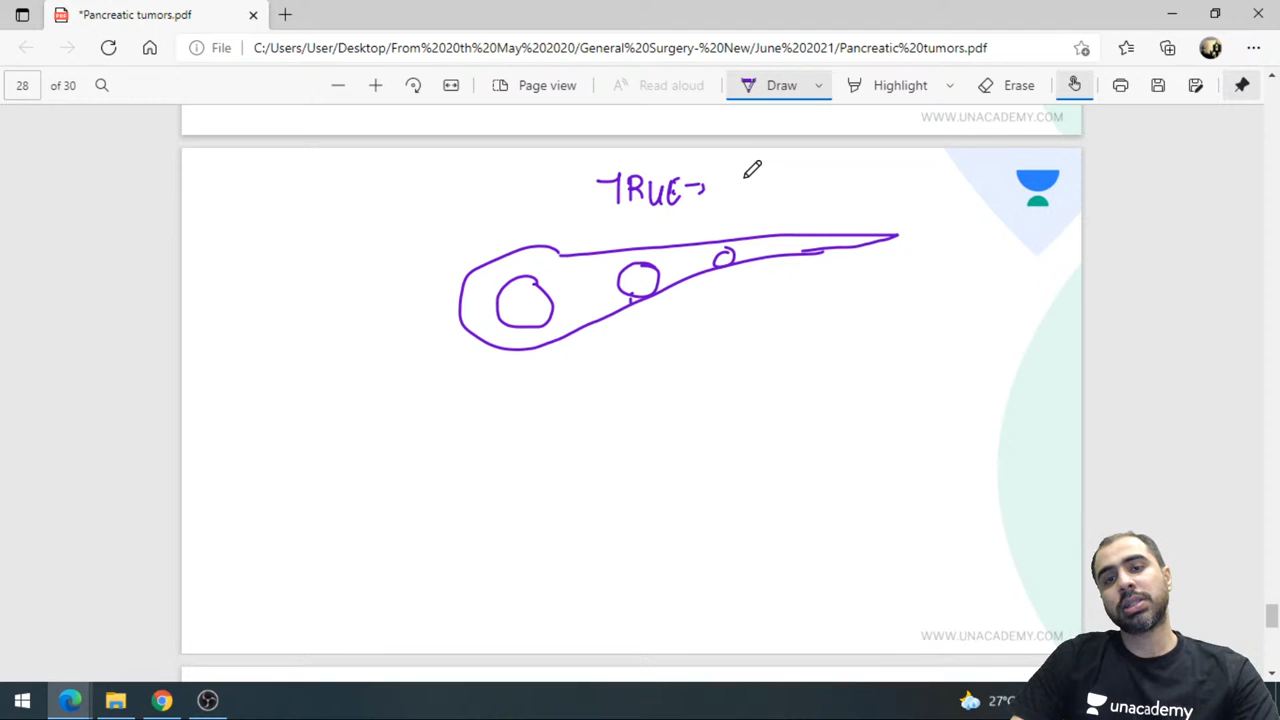 *Pancreatic tumors.pdf
File
C:/Users/User/Desktop/From%2020th%20May%202020/General%20Surgery-%20New/June%202021/Pancreatic%20tumors.pdf
28 of 30
Page view
Read aloud
Draw
Highlight
Erase
WWW.UNACADEMY.COM
TRUE→
WWW.UNACADEMY.COM
unacademy
27°